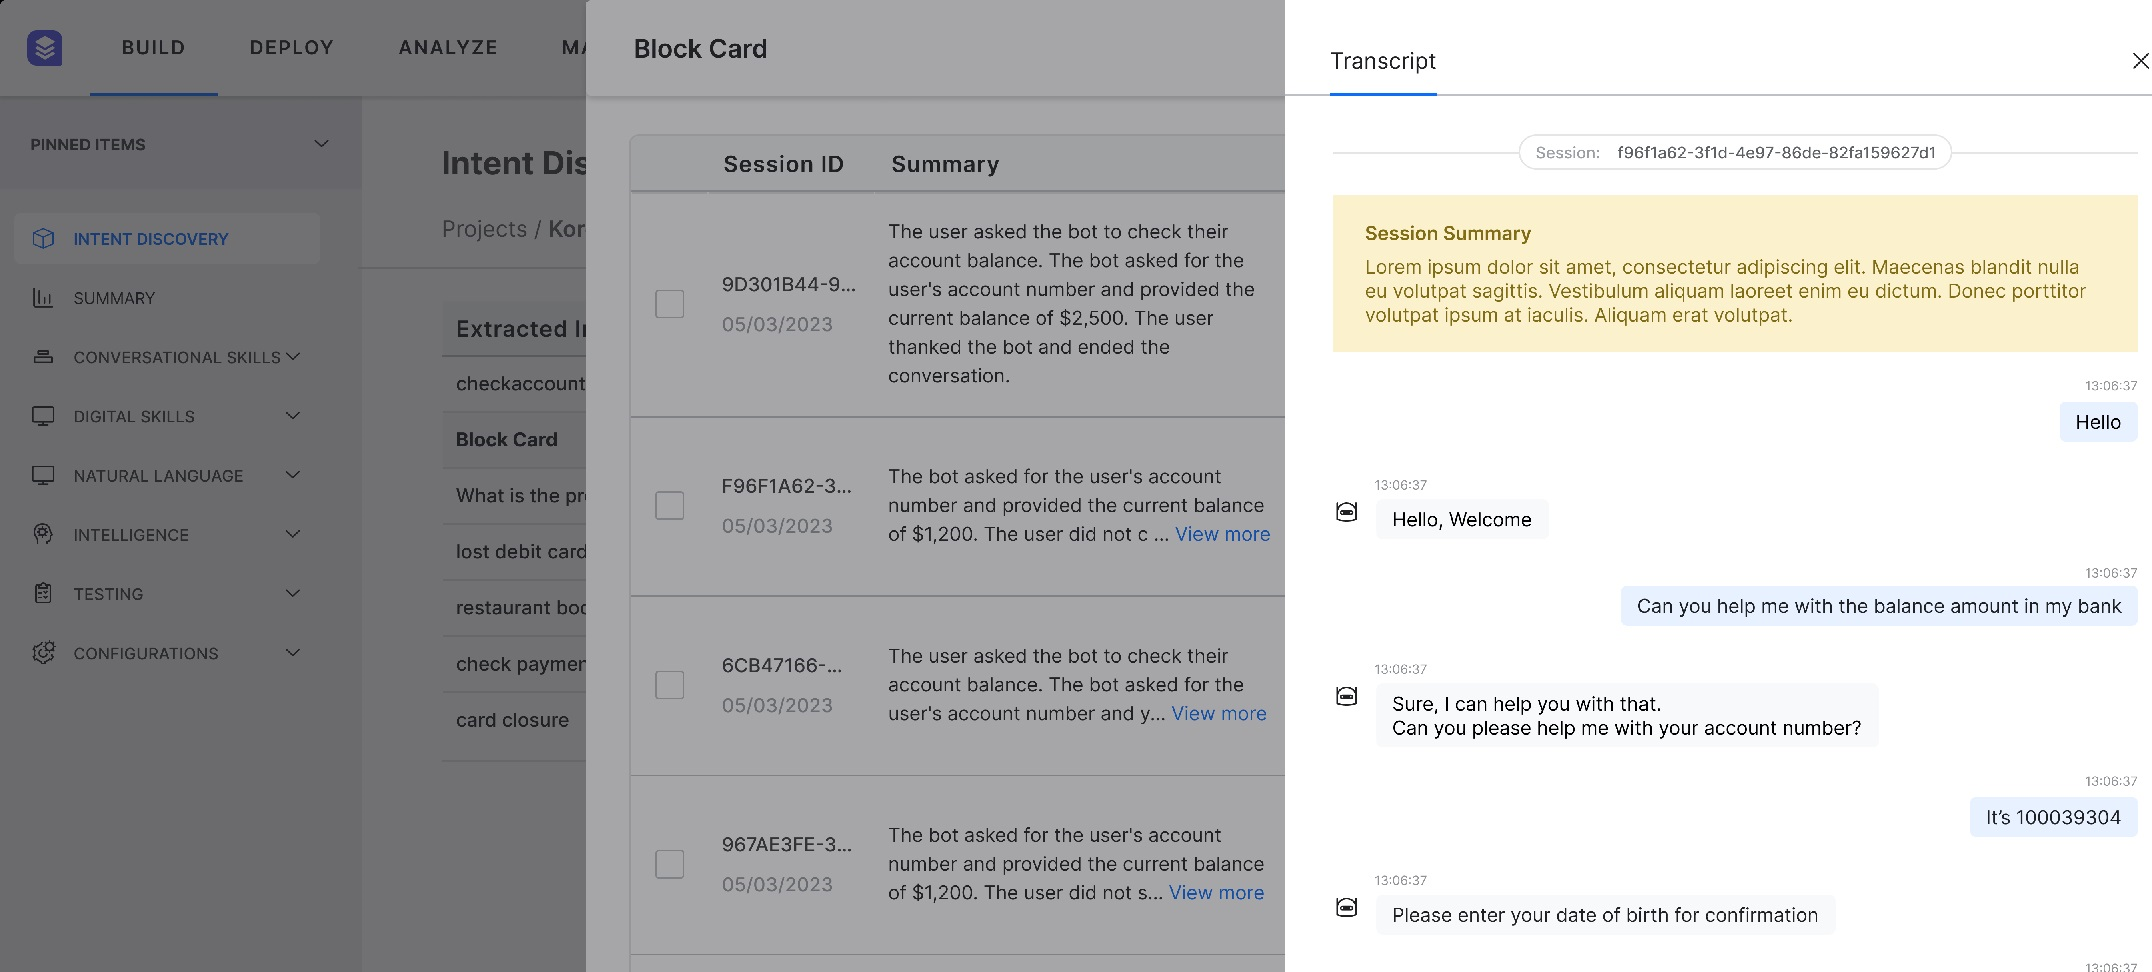 BUILD
DEPLOY
ANALYZE
PINNED ITEMS
INTENT DISCOVERY
SUMMARY
CONVERSATIONAL SKILLS
DIGITAL SKILLS
NATURAL LANGUAGE
INTELLIGENCE
TESTING
CONFIGURATIONS
Intent Dis
Projects / Kor
Extracted I
checkaccount
Block Card
What is the pr
lost debit card
restaurant boo
check paymen
card closure
Block Card
Session ID
Summary
9D301B44-9...
05/03/2023
The user asked the bot to check their
account balance. The bot asked for the
user's account number and provided the
current balance of $2,500. The user
thanked the bot and ended the
conversation.
F96F1A62-3...
05/03/2023
The bot asked for the user's account
number and provided the current balance
of $1,200. The user did not c ... View more
6CB47166-...
05/03/2023
The user asked the bot to check their
account balance. The bot asked for the
user's account number and y... View more
967AE3FE-3...
05/03/2023
The bot asked for the user's account
number and provided the current balance
of $1,200. The user did not s... View more
Transcript
Session: f96f1a62-3f1d-4e97-86de-82fa159627d1
Session Summary
Lorem ipsum dolor sit amet, consectetur adipiscing elit. Maecenas blandit nulla
eu volutpat sagittis. Vestibulum aliquam laoreet enim eu dictum. Donec porttitor
volutpat ipsum at iaculis. Aliquam erat volutpat.
13:06:37
Hello
13:06:37
Hello, Welcome
13:06:37
Can you help me with the balance amount in my bank
13:06:37
Sure, I can help you with that.
Can you please help me with your account number?
13:06:37
It’s 100039304
13:06:37
Please enter your date of birth for confirmation
13:06:37